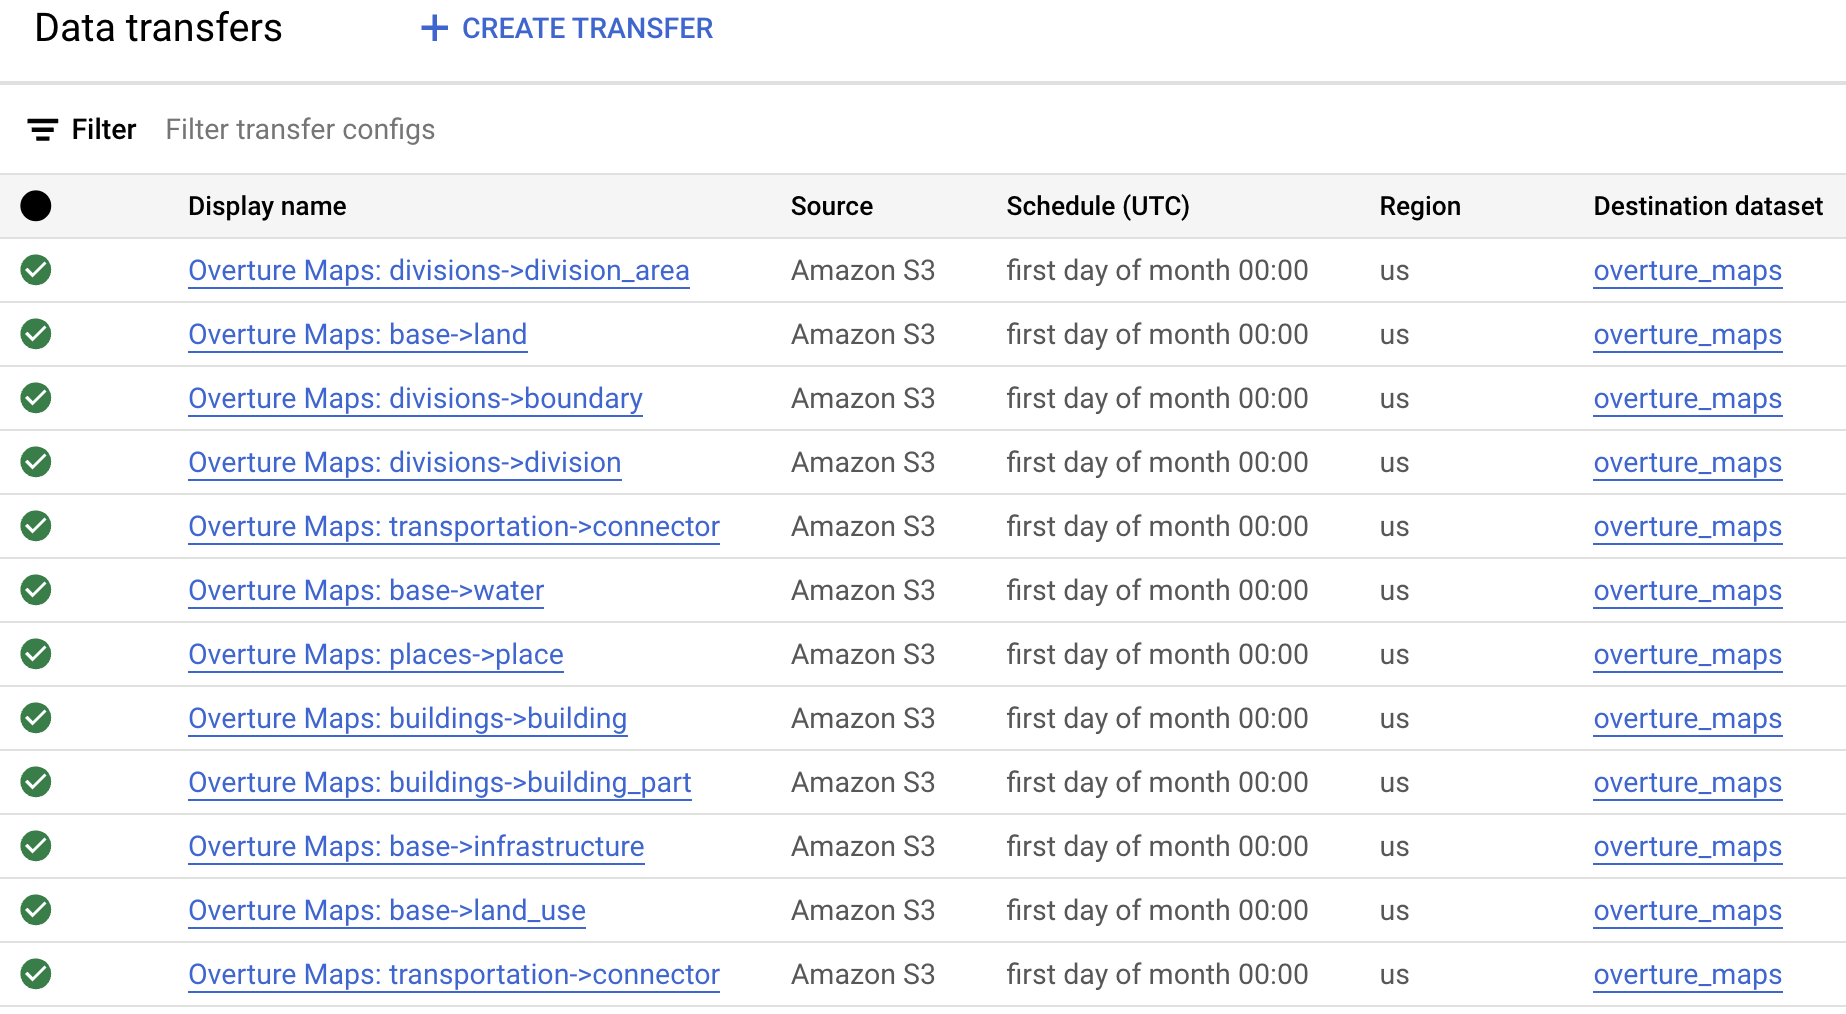 Data transfers CREATE TRANSFER
Filter Filter transfer configs
Display name Source Schedule (UTC) Region Destination dataset
Overture Maps: divisions->division_area Amazon S3 first day of month 00:00 us overture_maps
Overture Maps: base->land Amazon S3 first day of month 00:00 us overture_maps
Overture Maps: divisions->boundary Amazon S3 first day of month 00:00 us overture_maps
Overture Maps: divisions->division Amazon S3 first day of month 00:00 us overture_maps
Overture Maps: transportation->connector Amazon S3 first day of month 00:00 us overture_maps
Overture Maps: base->water Amazon S3 first day of month 00:00 us overture_maps
Overture Maps: places->place Amazon S3 first day of month 00:00 us overture_maps
Overture Maps: buildings->building Amazon S3 first day of month 00:00 us overture_maps
Overture Maps: buildings->building_part Amazon S3 first day of month 00:00 us overture_maps
Overture Maps: base->infrastructure Amazon S3 first day of month 00:00 us overture_maps
Overture Maps: base->land_use Amazon S3 first day of month 00:00 us overture_maps
Overture Maps: transportation->connector Amazon S3 first day of month 00:00 us overture_maps